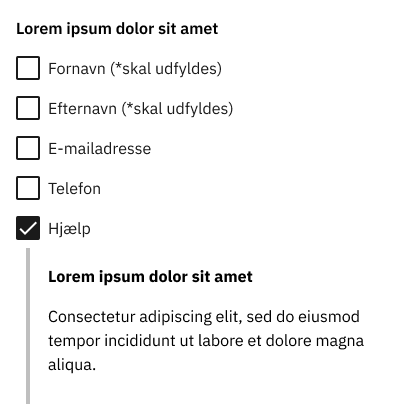 Lorem ipsum dolor sit amet
Fornavn (*skal udfyldes)
Efternavn (*skal udfyldes)
E-mailadresse
Telefon
Hjælp
Lorem ipsum dolor sit amet
Consectetur adipiscing elit, sed do eiusmod
tempor incididunt ut labore et dolore magna
aliqua.